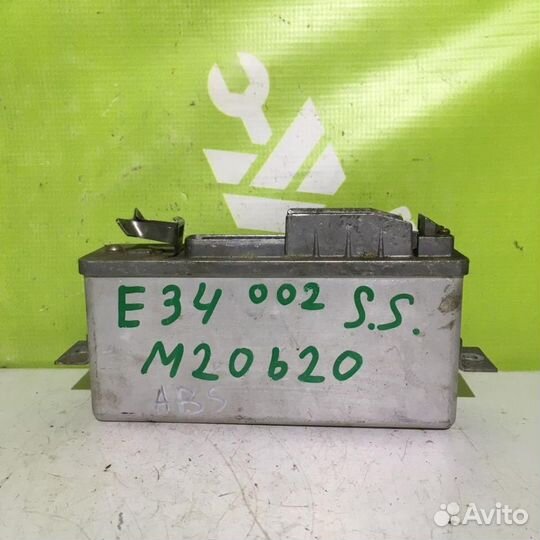 E34 002 S.S.
M20b20
ABS
Avito